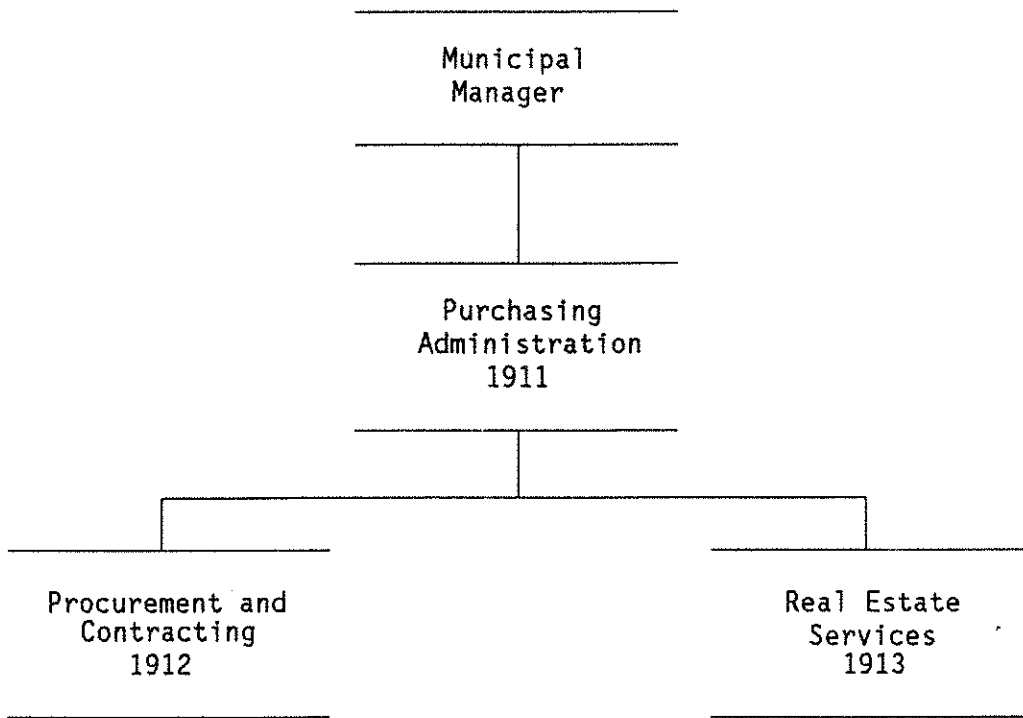 Municipal
Manager
Purchasing
Administration
1911
Procurement and
Contracting
1912
Real Estate
Services
1913